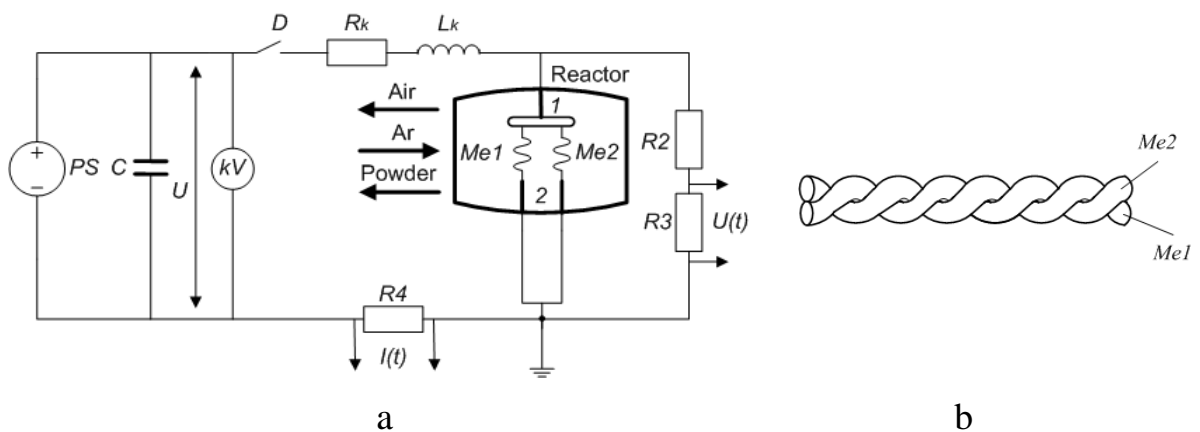 D
Rk
Lk
Reactor
Air
1
Ar
Me1
Me2
R2
PS
C
U
kV
Powder
2
R3
U(t)
R4
I(t)
a
Me2
Me1
b